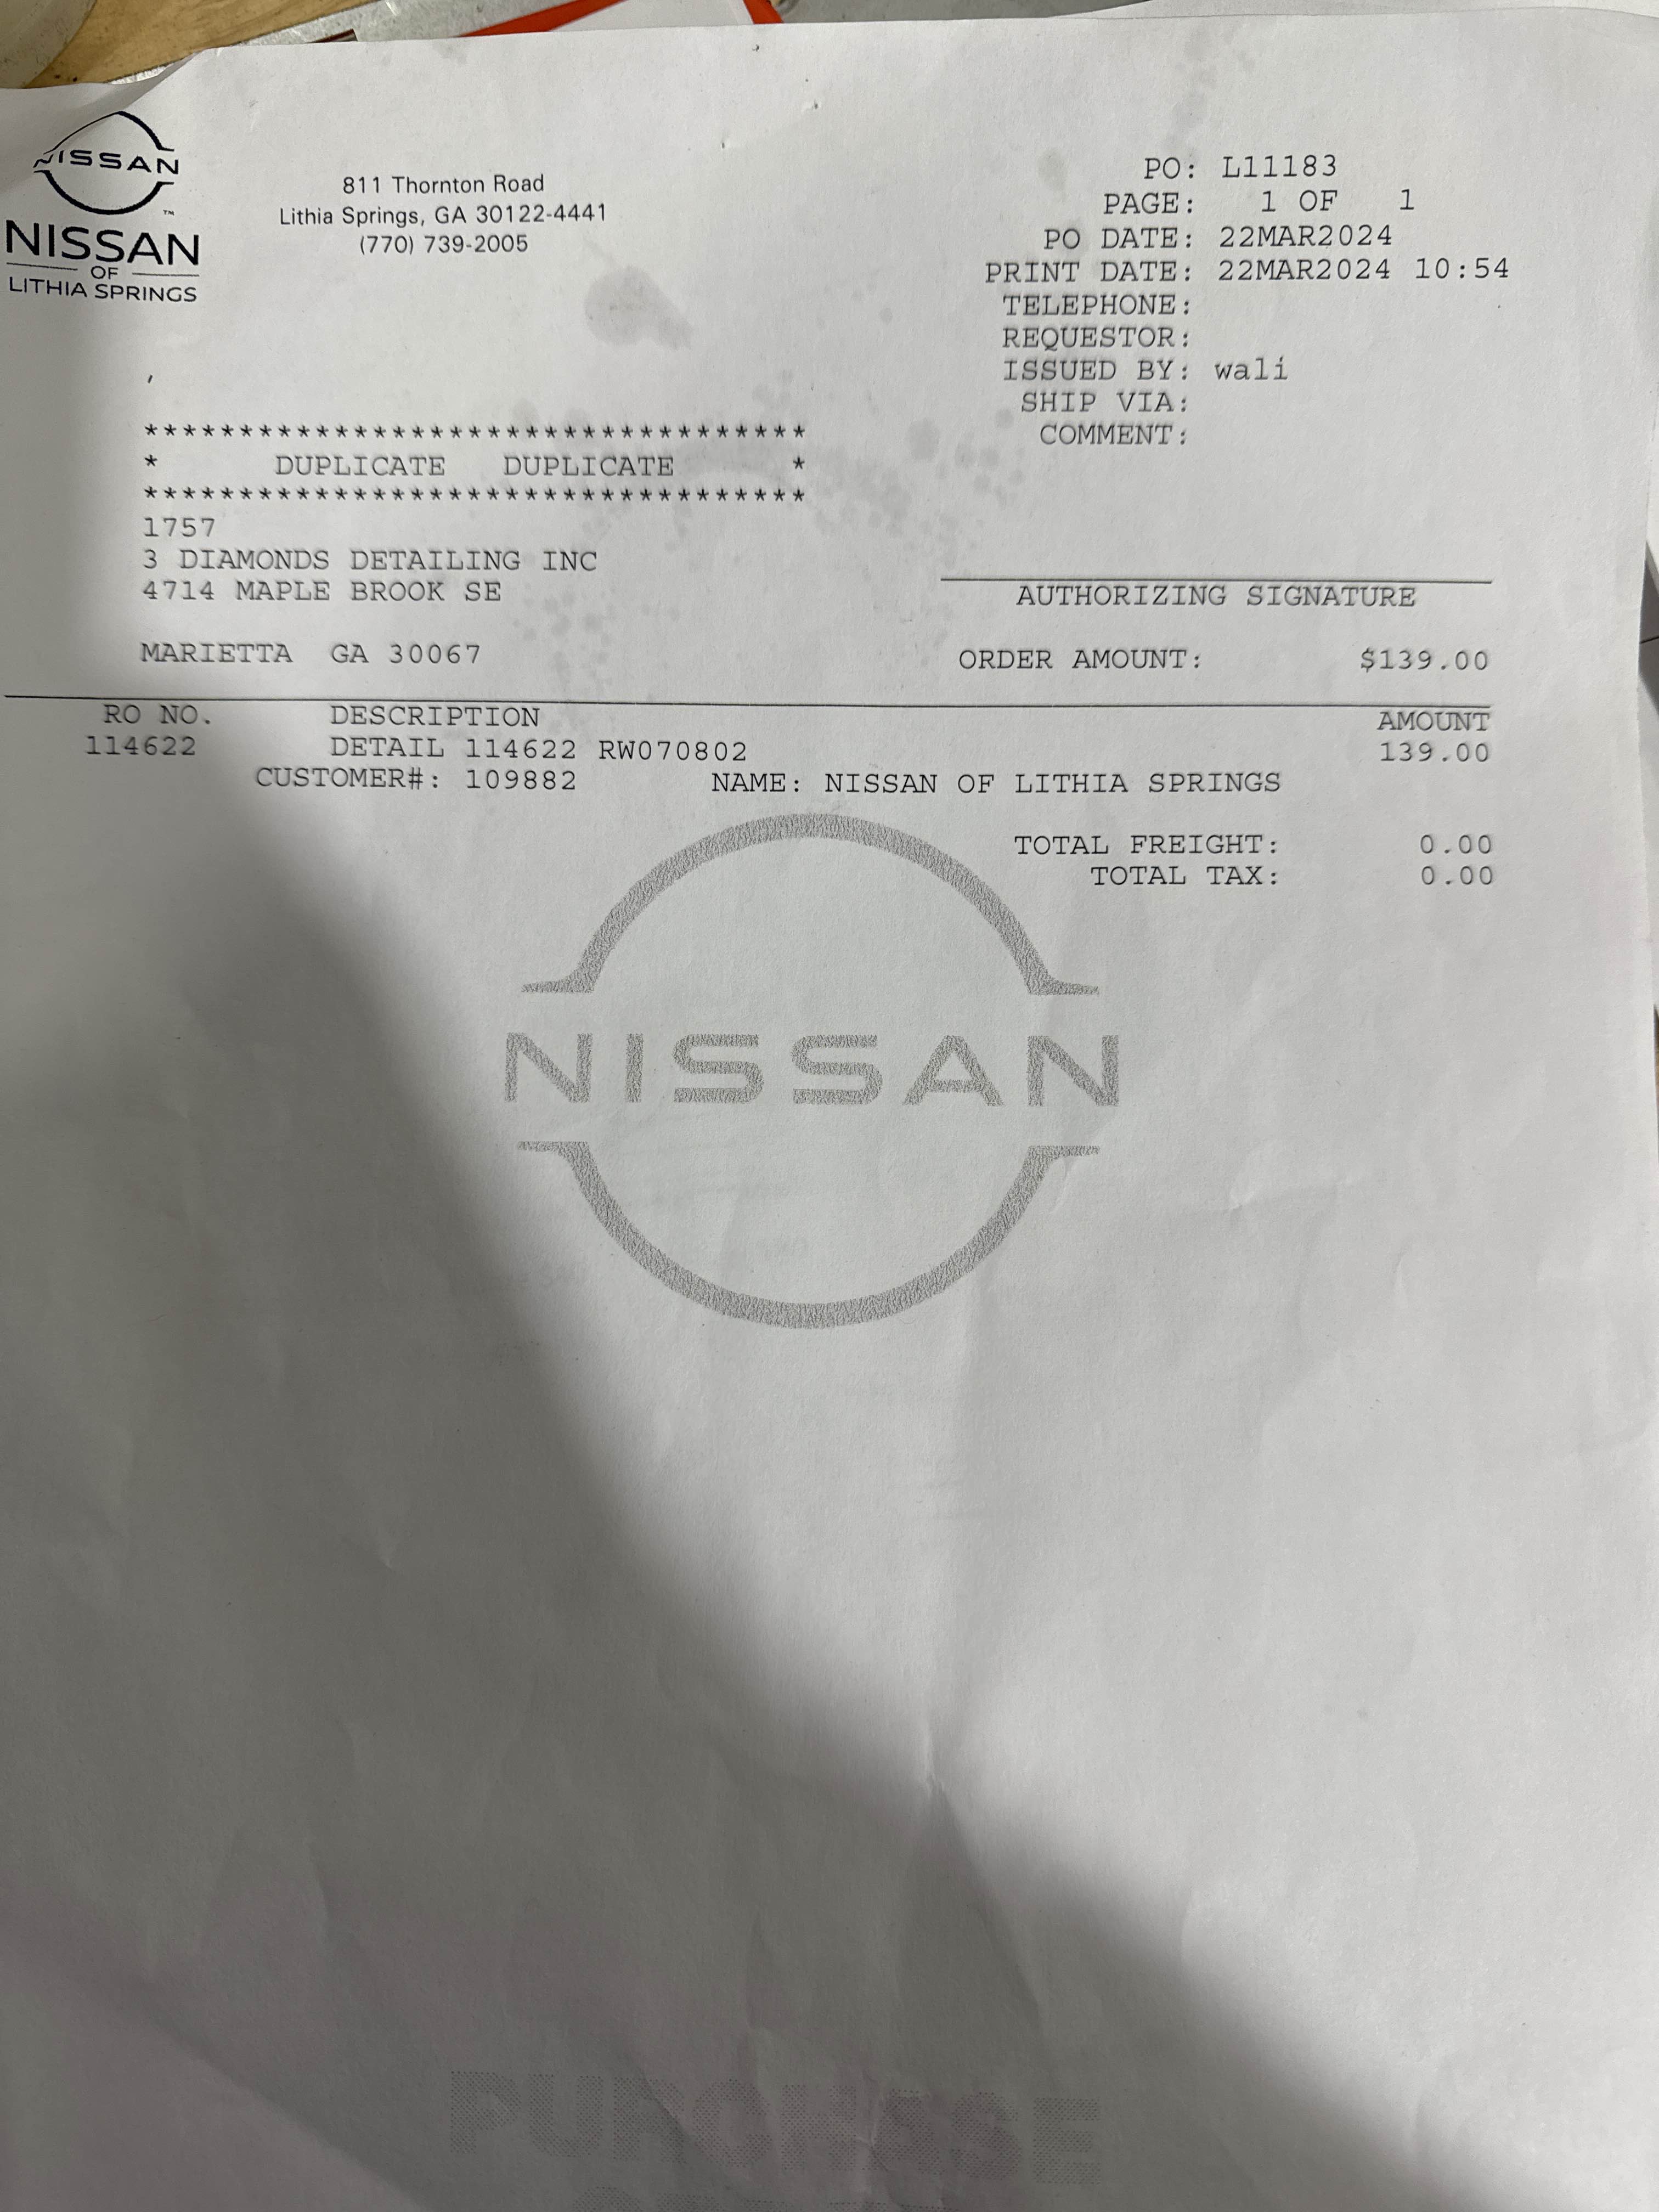 NISSAN
NISSAN
OF
LITHIA SPRINGS
811 Thornton Road
Lithia Springs, GA 30122-4441
(770) 739-2005
PO: L11183
PAGE: 1 OF 1
PO DATE: 22MAR2024
PRINT DATE: 22MAR2024 10:54
TELEPHONE:
REQUESTOR:
ISSUED BY: wali
SHIP VIA:
COMMENT:
,
***********************************
* DUPLICATE DUPLICATE *
***********************************
1757
3 DIAMONDS DETAILING INC
4714 MAPLE BROOK SE
MARIETTA GA 30067
AUTHORIZING SIGNATURE
ORDER AMOUNT: $139.00
RO NO. DESCRIPTION AMOUNT
114622 DETAIL 114622 RW070802 139.00
CUSTOMER#: 109882 NAME: NISSAN OF LITHIA SPRINGS
TOTAL FREIGHT: 0.00
TOTAL TAX: 0.00
NISSAN
PURCHASE